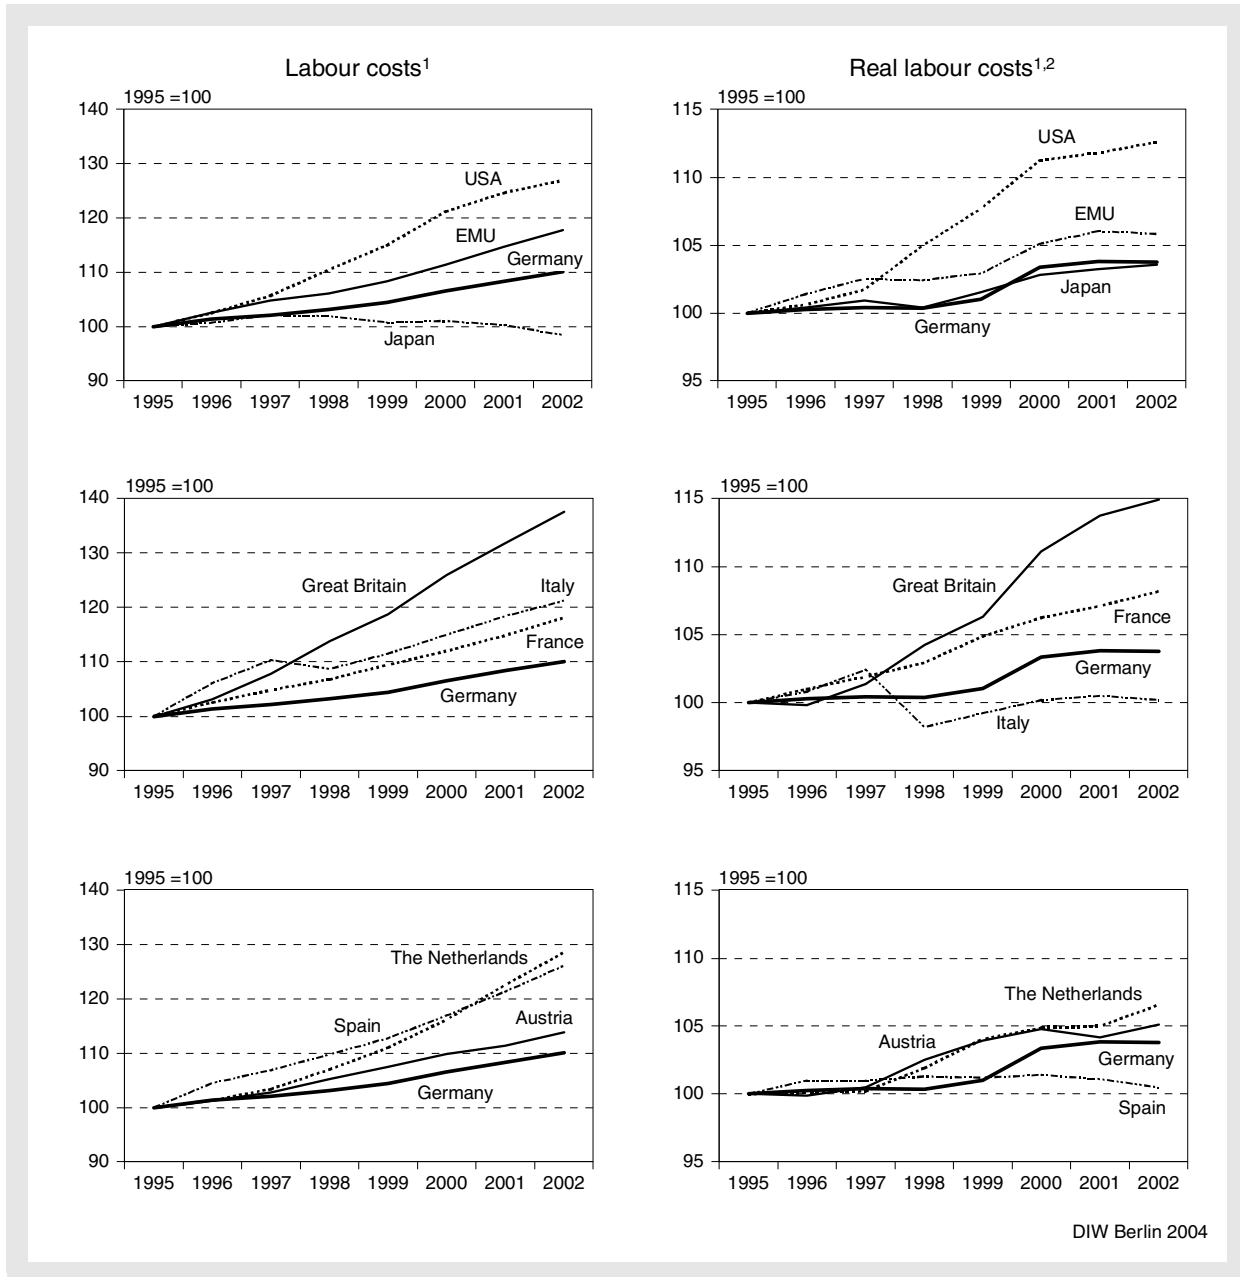 Labour costs1
Real labour costs1,2
1995 =100
140
130
120
110
100
90
USA
EMU
Germany
Japan
1995 1996 1997 1998 1999 2000 2001 2002
1995 =100
115
110
105
100
95
USA
EMU
Japan
Germany
1995 1996 1997 1998 1999 2000 2001 2002
1995 =100
140
130
120
110
100
90
Great Britain
Italy
France
Germany
1995 1996 1997 1998 1999 2000 2001 2002
1995 =100
115
110
105
100
95
Great Britain
France
Germany
Italy
1995 1996 1997 1998 1999 2000 2001 2002
1995 =100
140
130
120
110
100
90
The Netherlands
Spain
Austria
Germany
1995 1996 1997 1998 1999 2000 2001 2002
1995 =100
115
110
105
100
95
The Netherlands
Austria
Germany
Spain
1995 1996 1997 1998 1999 2000 2001 2002
DIW Berlin 2004